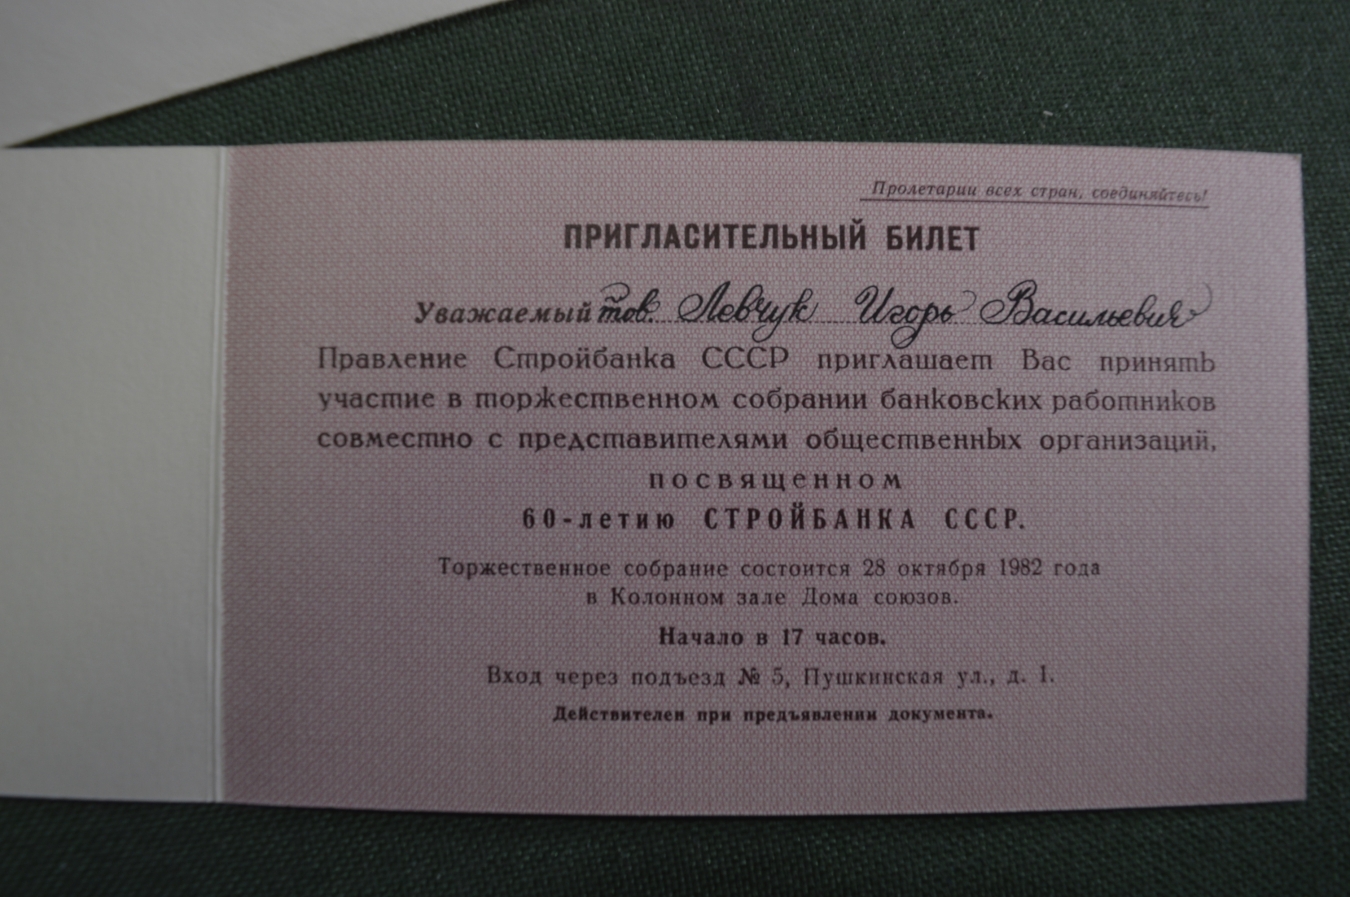 Пролетарии всех стран, соединяйтесь!
ПРИГЛАСИТЕЛЬНЫЙ БИЛЕТ
Уважаемый тов. Левчук Игорь Васильевич
Правление Стройбанка СССР приглашает Вас принять
участие в торжественном собрании банковских работников
совместно с представителями общественных организаций,
посвященном
60-летию СТРОЙБАНКА СССР.
Торжественное собрание состоится 28 октября 1982 года
в Колонном зале Дома союзов.
Начало в 17 часов.
Вход через подъезд № 5, Пушкинская ул., д. 1.
Действителен при предъявлении документа.